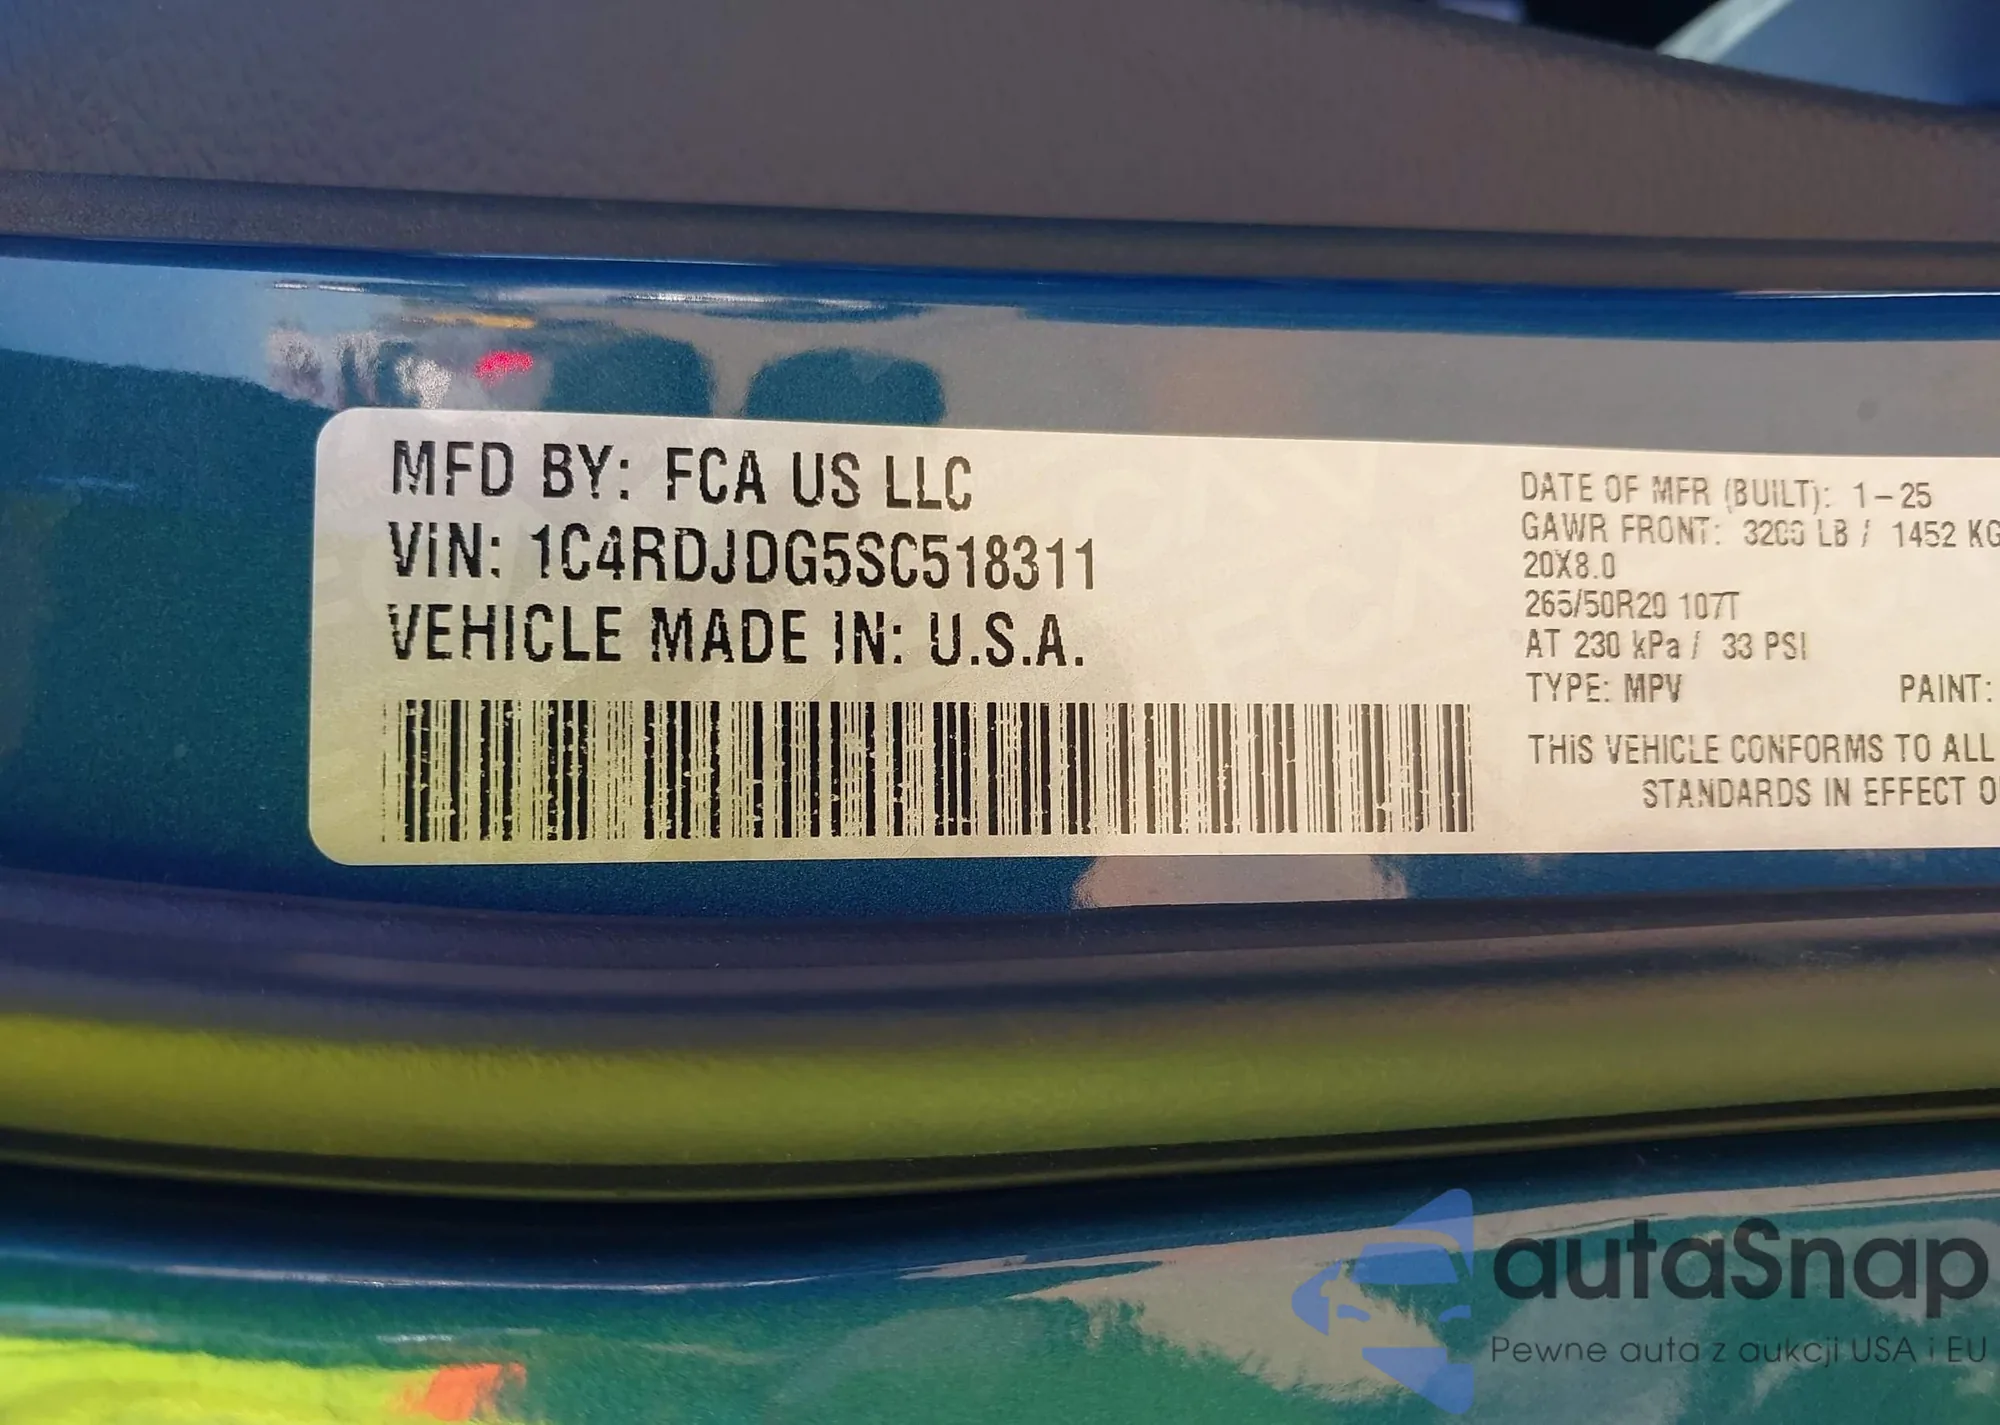 MFD BY: FCA US LLC
VIN: 1C4RDJDG5SC518311
VEHICLE MADE IN: U.S.A.
DATE OF MFR (BUILT): 1-25
GAWR FRONT: 3200 LB / 1452 KG
20X8.0
265/50R20 107T
AT 230 kPa / 33 PSI
TYPE: MPV PAINT:
THIS VEHICLE CONFORMS TO ALL
STANDARDS IN EFFECT
autaSnap
Pewne auta z aukcji USA i EU